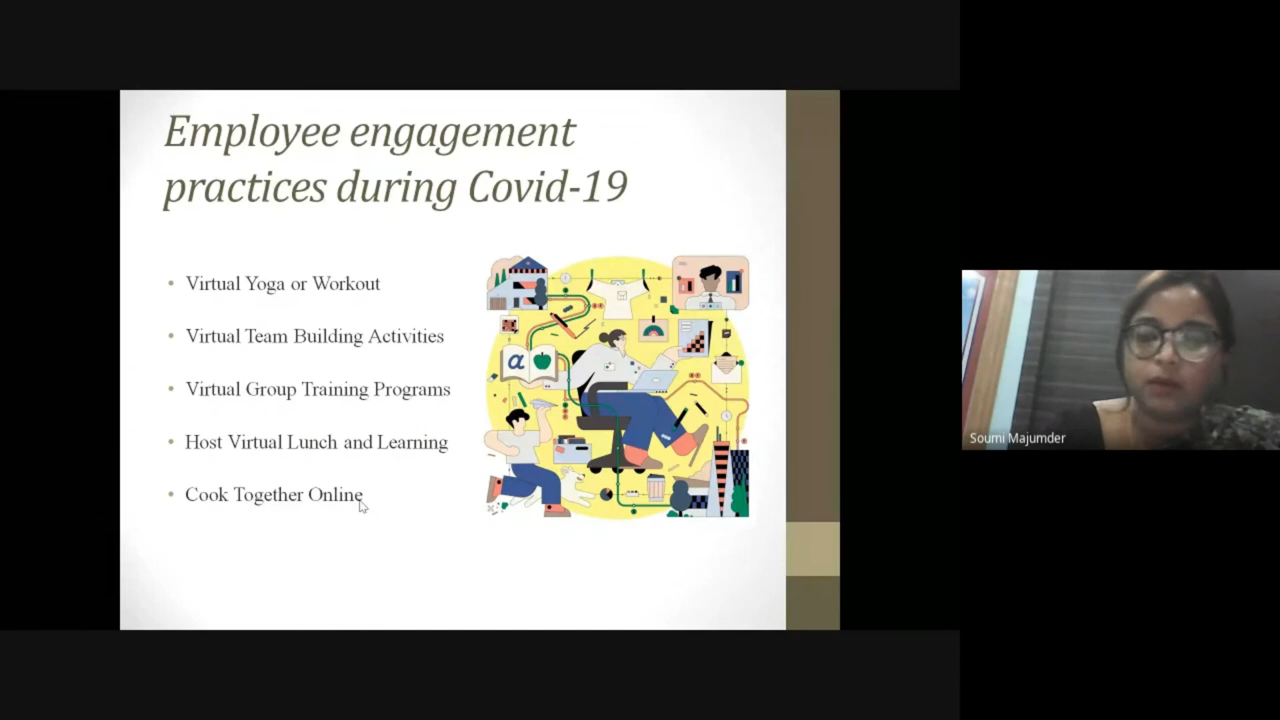 Employee engagement
practices during Covid-19
• Virtual Yoga or Workout
• Virtual Team Building Activities
• Virtual Group Training Programs
• Host Virtual Lunch and Learning
• Cook Together Online
α
Soumi Majumder